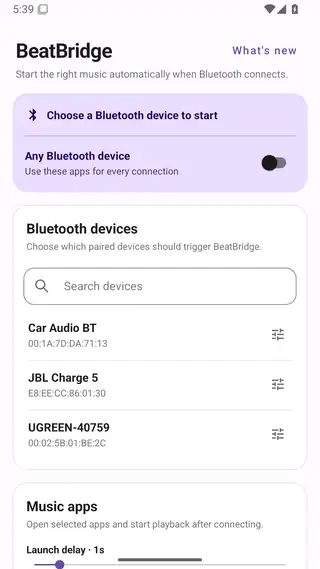 5:39
BeatBridge
What's new
Start the right music automatically when Bluetooth connects.
Choose a Bluetooth device to start
Any Bluetooth device
Use these apps for every connection
Bluetooth devices
Choose which paired devices should trigger BeatBridge.
Search devices
Car Audio BT
00:1A:7D:DA:71:13
JBL Charge 5
E8:EE:CC:86:01:30
UGREEN-40759
00:02:5B:01:BE:2C
Music apps
Open selected apps and start playback after connecting.
Launch delay · 1s